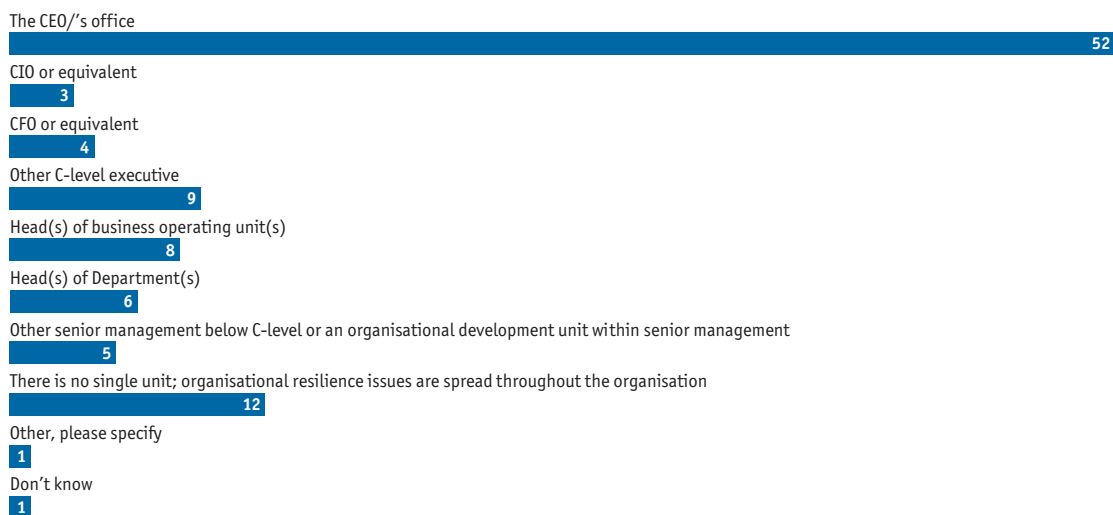 The CEO/’s office
52
CIO or equivalent
3
CFO or equivalent
4
Other C-level executive
9
Head(s) of business operating unit(s)
8
Head(s) of Department(s)
6
Other senior management below C-level or an organisational development unit within senior management
5
There is no single unit; organisational resilience issues are spread throughout the organisation
12
Other, please specify
1
Don’t know
1